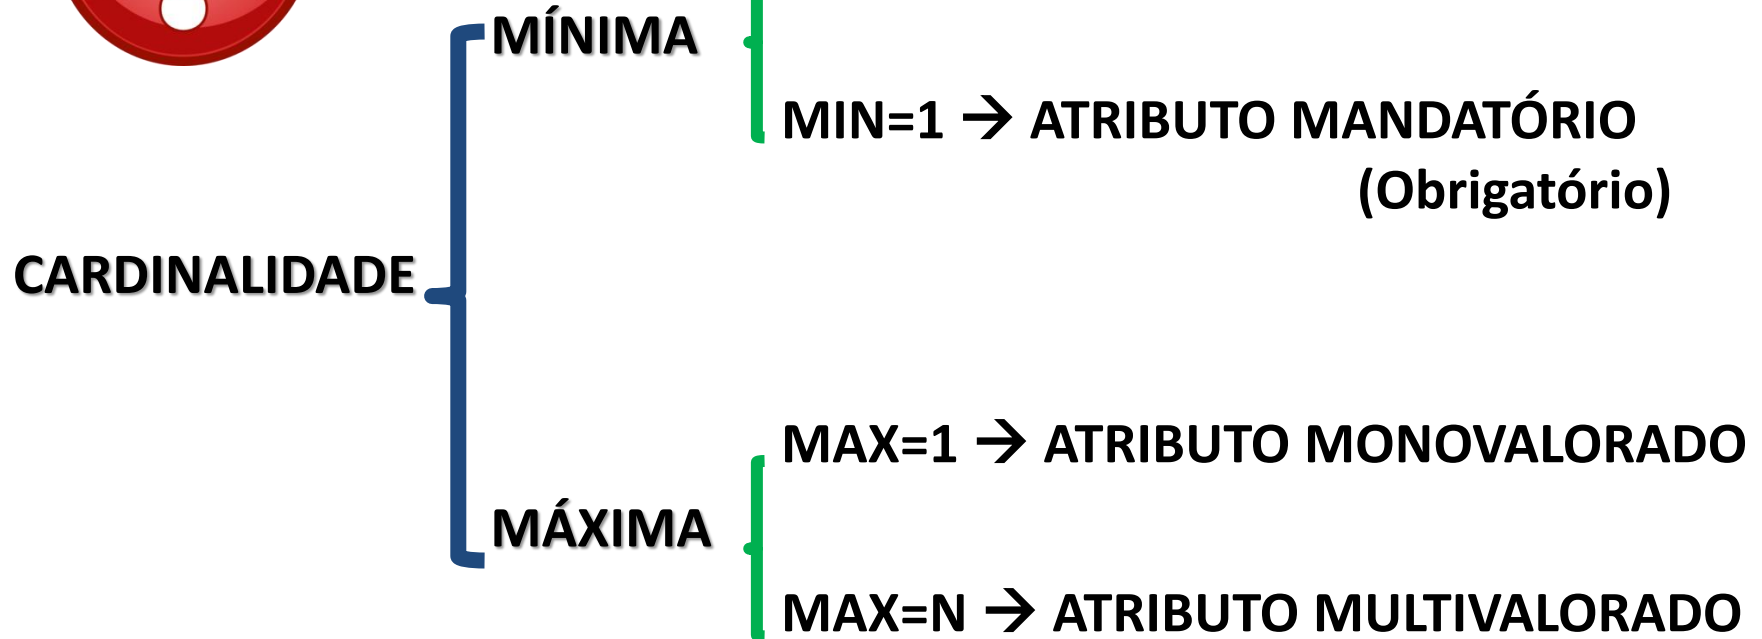 MÍNIMA
MIN=1 → ATRIBUTO MANDATÓRIO
(Obrigatório)
CARDINALIDADE
MAX=1 → ATRIBUTO MONOVALORADO
MÁXIMA
MAX=N → ATRIBUTO MULTIVALORADO